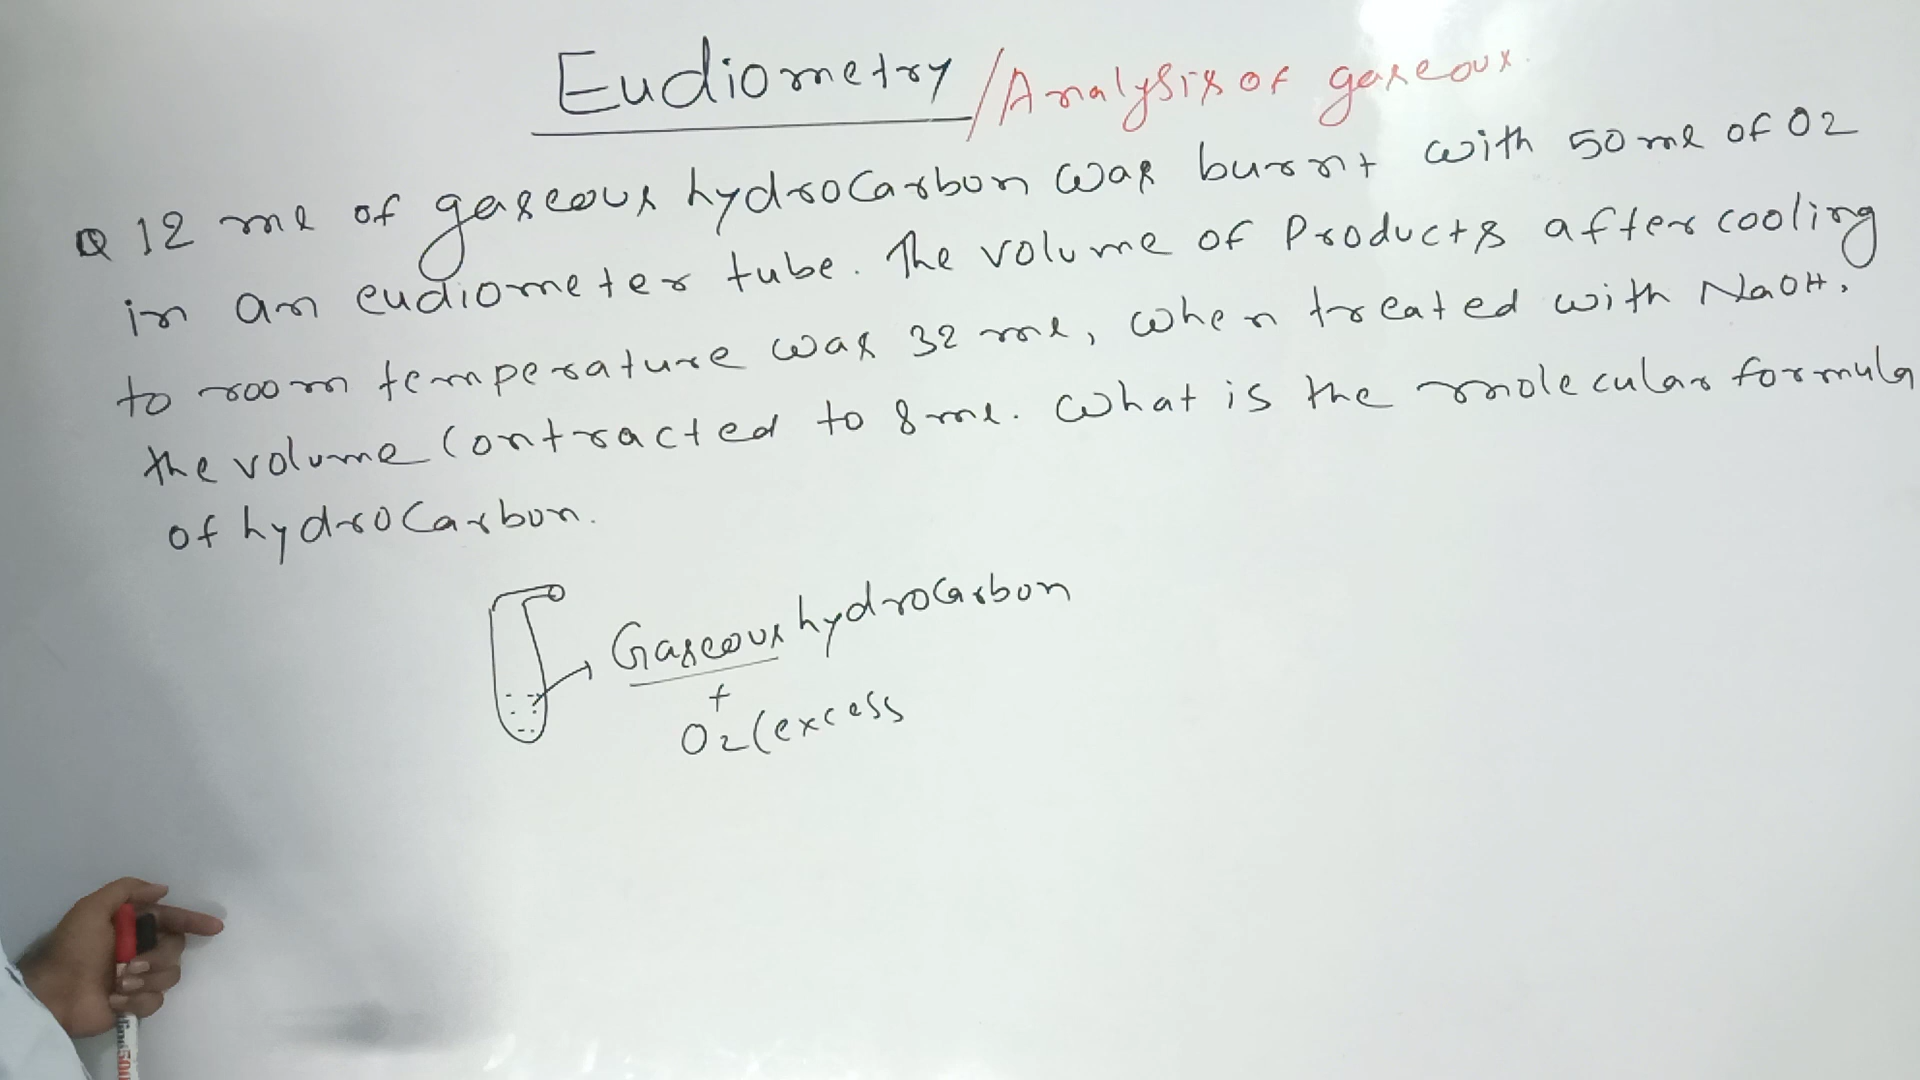 Eudiometry/Analysis of gaseous.
Q 12 ml of gaseous hydrocarbon was burnt with 50 ml of O2
in an eudiometer tube. The volume of Products after cooling
to room temperature was 32 ml, when treated with NaOH,
the volume contracted to 8 ml. What is the molecular formula
of hydrocarbon.
Gaseous hydrocarbon
+
O2 (excess